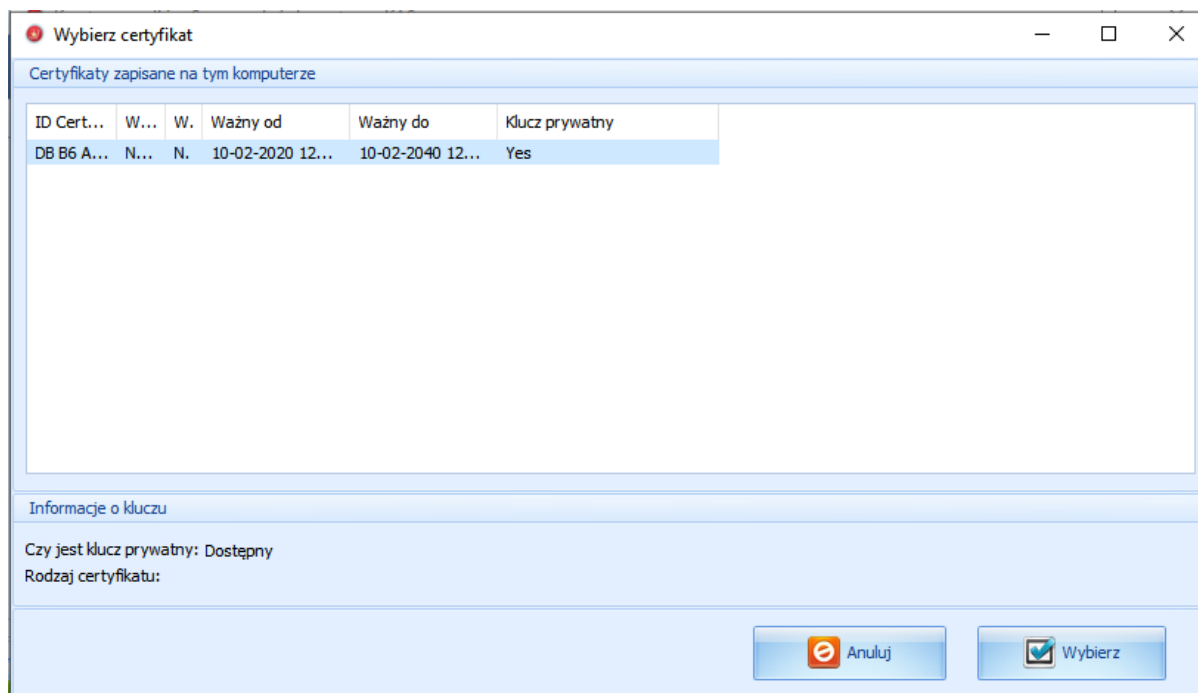 Wybierz certyfikat
Certyfikaty zapisane na tym komputerze
ID Cert... W... W. Ważny od Ważny do Klucz prywatny
DB B6 A... N... N. 10-02-2020 12... 10-02-2040 12... Yes
Informacje o kluczu
Czy jest klucz prywatny: Dostępny
Rodzaj certyfikatu:
Anuluj Wybierz